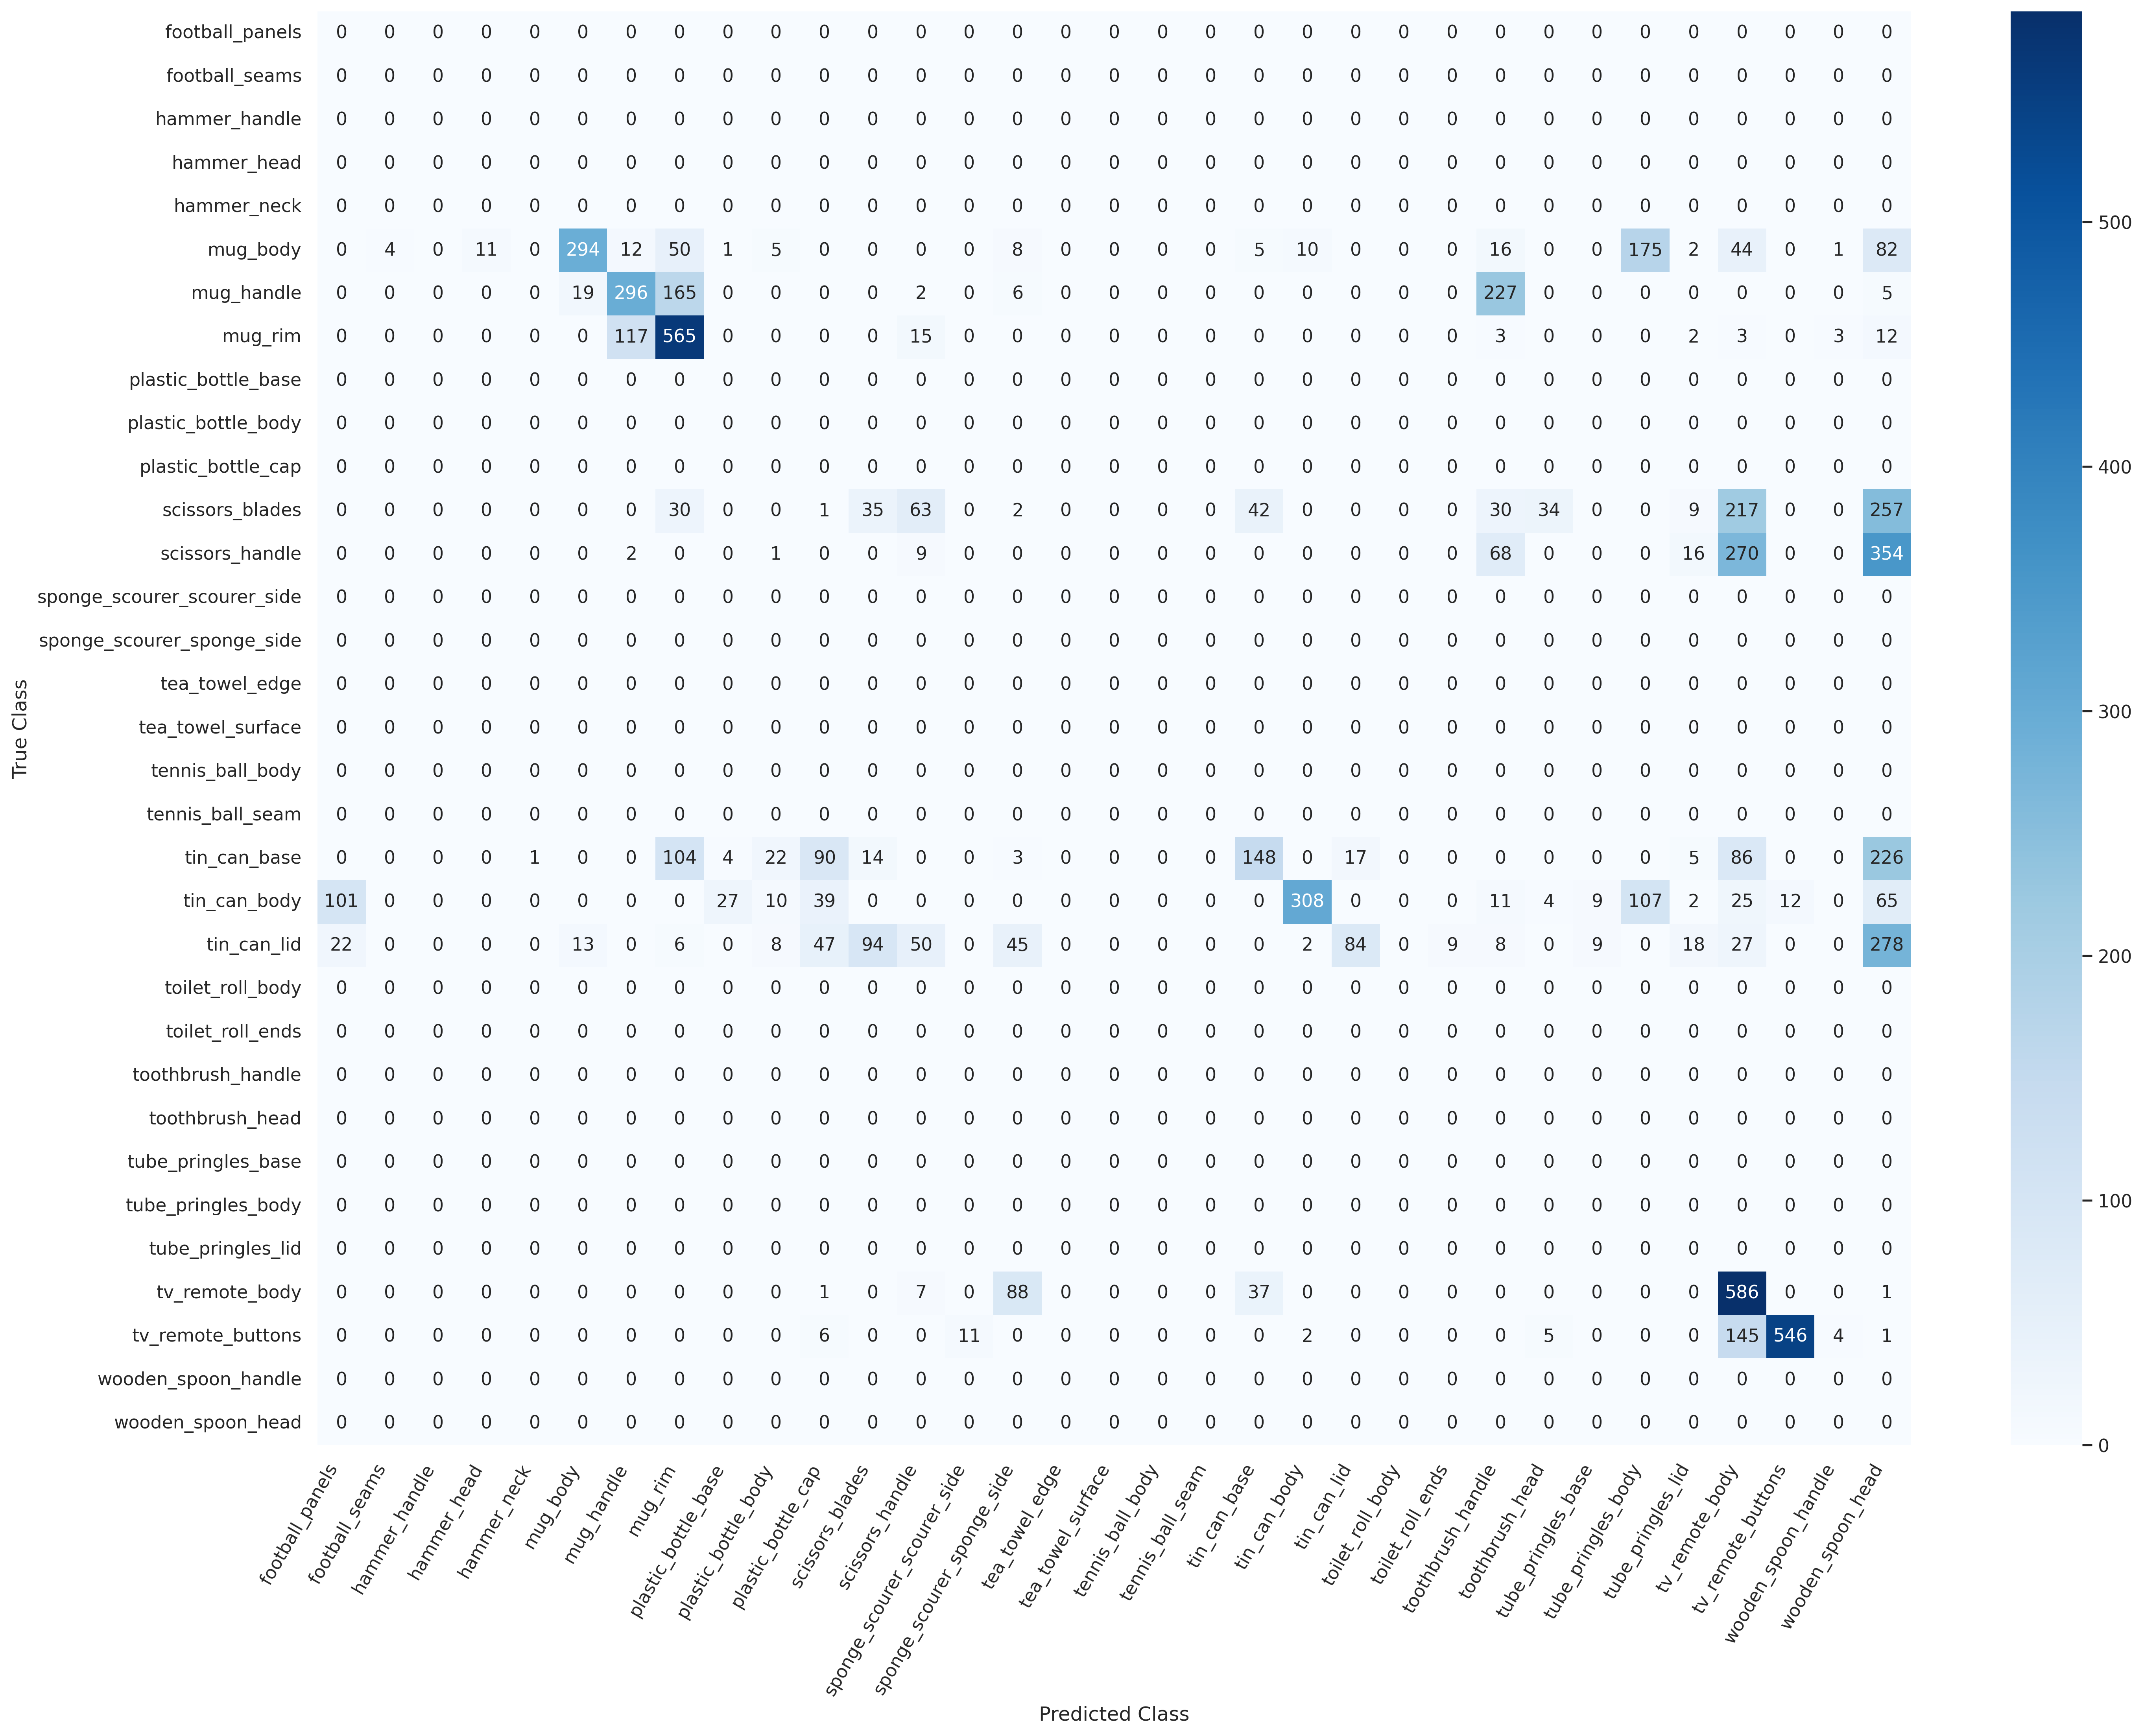 True Class
football_panels 0 0 0 0 0 0 0 0 0 0 0 0 0 0 0 0 0 0 0 0 0 0 0 0 0 0 0 0 0 0 0 0 0
football_seams 0 0 0 0 0 0 0 0 0 0 0 0 0 0 0 0 0 0 0 0 0 0 0 0 0 0 0 0 0 0 0 0 0
hammer_handle 0 0 0 0 0 0 0 0 0 0 0 0 0 0 0 0 0 0 0 0 0 0 0 0 0 0 0 0 0 0 0 0 0
hammer_head 0 0 0 0 0 0 0 0 0 0 0 0 0 0 0 0 0 0 0 0 0 0 0 0 0 0 0 0 0 0 0 0 0
hammer_neck 0 0 0 0 0 0 0 0 0 0 0 0 0 0 0 0 0 0 0 0 0 0 0 0 0 0 0 0 0 0 0 0 0
mug_body 0 4 0 11 0 294 12 50 1 5 0 0 0 0 8 0 0 0 0 5 10 0 0 0 16 0 0 175 2 44 0 1 82
mug_handle 0 0 0 0 0 19 296 165 0 0 0 0 2 0 6 0 0 0 0 0 0 0 0 0 227 0 0 0 0 0 0 0 5
mug_rim 0 0 0 0 0 0 117 565 0 0 0 0 15 0 0 0 0 0 0 0 0 0 0 0 3 0 0 0 2 3 0 3 12
plastic_bottle_base 0 0 0 0 0 0 0 0 0 0 0 0 0 0 0 0 0 0 0 0 0 0 0 0 0 0 0 0 0 0 0 0 0
plastic_bottle_body 0 0 0 0 0 0 0 0 0 0 0 0 0 0 0 0 0 0 0 0 0 0 0 0 0 0 0 0 0 0 0 0 0
plastic_bottle_cap 0 0 0 0 0 0 0 0 0 0 0 0 0 0 0 0 0 0 0 0 0 0 0 0 0 0 0 0 0 0 0 0 0
scissors_blades 0 0 0 0 0 0 0 30 0 0 1 35 63 0 2 0 0 0 0 42 0 0 0 0 30 34 0 0 9 217 0 0 257
scissors_handle 0 0 0 0 0 0 2 0 0 1 0 0 9 0 0 0 0 0 0 0 0 0 0 0 68 0 0 0 16 270 0 0 354
sponge_scourer_scourer_side 0 0 0 0 0 0 0 0 0 0 0 0 0 0 0 0 0 0 0 0 0 0 0 0 0 0 0 0 0 0 0 0 0
sponge_scourer_sponge_side 0 0 0 0 0 0 0 0 0 0 0 0 0 0 0 0 0 0 0 0 0 0 0 0 0 0 0 0 0 0 0 0 0
tea_towel_edge 0 0 0 0 0 0 0 0 0 0 0 0 0 0 0 0 0 0 0 0 0 0 0 0 0 0 0 0 0 0 0 0 0
tea_towel_surface 0 0 0 0 0 0 0 0 0 0 0 0 0 0 0 0 0 0 0 0 0 0 0 0 0 0 0 0 0 0 0 0 0
tennis_ball_body 0 0 0 0 0 0 0 0 0 0 0 0 0 0 0 0 0 0 0 0 0 0 0 0 0 0 0 0 0 0 0 0 0
tennis_ball_seam 0 0 0 0 0 0 0 0 0 0 0 0 0 0 0 0 0 0 0 0 0 0 0 0 0 0 0 0 0 0 0 0 0
tin_can_base 0 0 0 0 1 0 0 104 4 22 90 14 0 0 3 0 0 0 0 148 0 17 0 0 0 0 0 0 5 86 0 0 226
tin_can_body 101 0 0 0 0 0 0 0 27 10 39 0 0 0 0 0 0 0 0 0 308 0 0 0 11 4 9 107 2 25 12 0 65
tin_can_lid 22 0 0 0 0 13 0 6 0 8 47 94 50 0 45 0 0 0 0 0 2 84 0 9 8 0 9 0 18 27 0 0 278
toilet_roll_body 0 0 0 0 0 0 0 0 0 0 0 0 0 0 0 0 0 0 0 0 0 0 0 0 0 0 0 0 0 0 0 0 0
toilet_roll_ends 0 0 0 0 0 0 0 0 0 0 0 0 0 0 0 0 0 0 0 0 0 0 0 0 0 0 0 0 0 0 0 0 0
toothbrush_handle 0 0 0 0 0 0 0 0 0 0 0 0 0 0 0 0 0 0 0 0 0 0 0 0 0 0 0 0 0 0 0 0 0
toothbrush_head 0 0 0 0 0 0 0 0 0 0 0 0 0 0 0 0 0 0 0 0 0 0 0 0 0 0 0 0 0 0 0 0 0
tube_pringles_base 0 0 0 0 0 0 0 0 0 0 0 0 0 0 0 0 0 0 0 0 0 0 0 0 0 0 0 0 0 0 0 0 0
tube_pringles_body 0 0 0 0 0 0 0 0 0 0 0 0 0 0 0 0 0 0 0 0 0 0 0 0 0 0 0 0 0 0 0 0 0
tube_pringles_lid 0 0 0 0 0 0 0 0 0 0 0 0 0 0 0 0 0 0 0 0 0 0 0 0 0 0 0 0 0 0 0 0 0
tv_remote_body 0 0 0 0 0 0 0 0 0 0 1 0 7 0 88 0 0 0 0 37 0 0 0 0 0 0 0 0 0 586 0 0 1
tv_remote_buttons 0 0 0 0 0 0 0 0 0 0 6 0 0 11 0 0 0 0 0 0 2 0 0 0 0 5 0 0 0 145 546 4 1
wooden_spoon_handle 0 0 0 0 0 0 0 0 0 0 0 0 0 0 0 0 0 0 0 0 0 0 0 0 0 0 0 0 0 0 0 0 0
wooden_spoon_head 0 0 0 0 0 0 0 0 0 0 0 0 0 0 0 0 0 0 0 0 0 0 0 0 0 0 0 0 0 0 0 0 0
football_panels
football_seams
hammer_handle
hammer_head
hammer_neck
mug_body
mug_handle
mug_rim
plastic_bottle_base
plastic_bottle_body
plastic_bottle_cap
scissors_blades
scissors_handle
sponge_scourer_scourer_side
sponge_scourer_sponge_side
tea_towel_edge
tea_towel_surface
tennis_ball_body
tennis_ball_seam
tin_can_base
tin_can_body
tin_can_lid
toilet_roll_body
toilet_roll_ends
toothbrush_handle
toothbrush_head
tube_pringles_base
tube_pringles_body
tube_pringles_lid
tv_remote_body
tv_remote_buttons
wooden_spoon_handle
wooden_spoon_head
Predicted Class
500
400
300
200
100
0